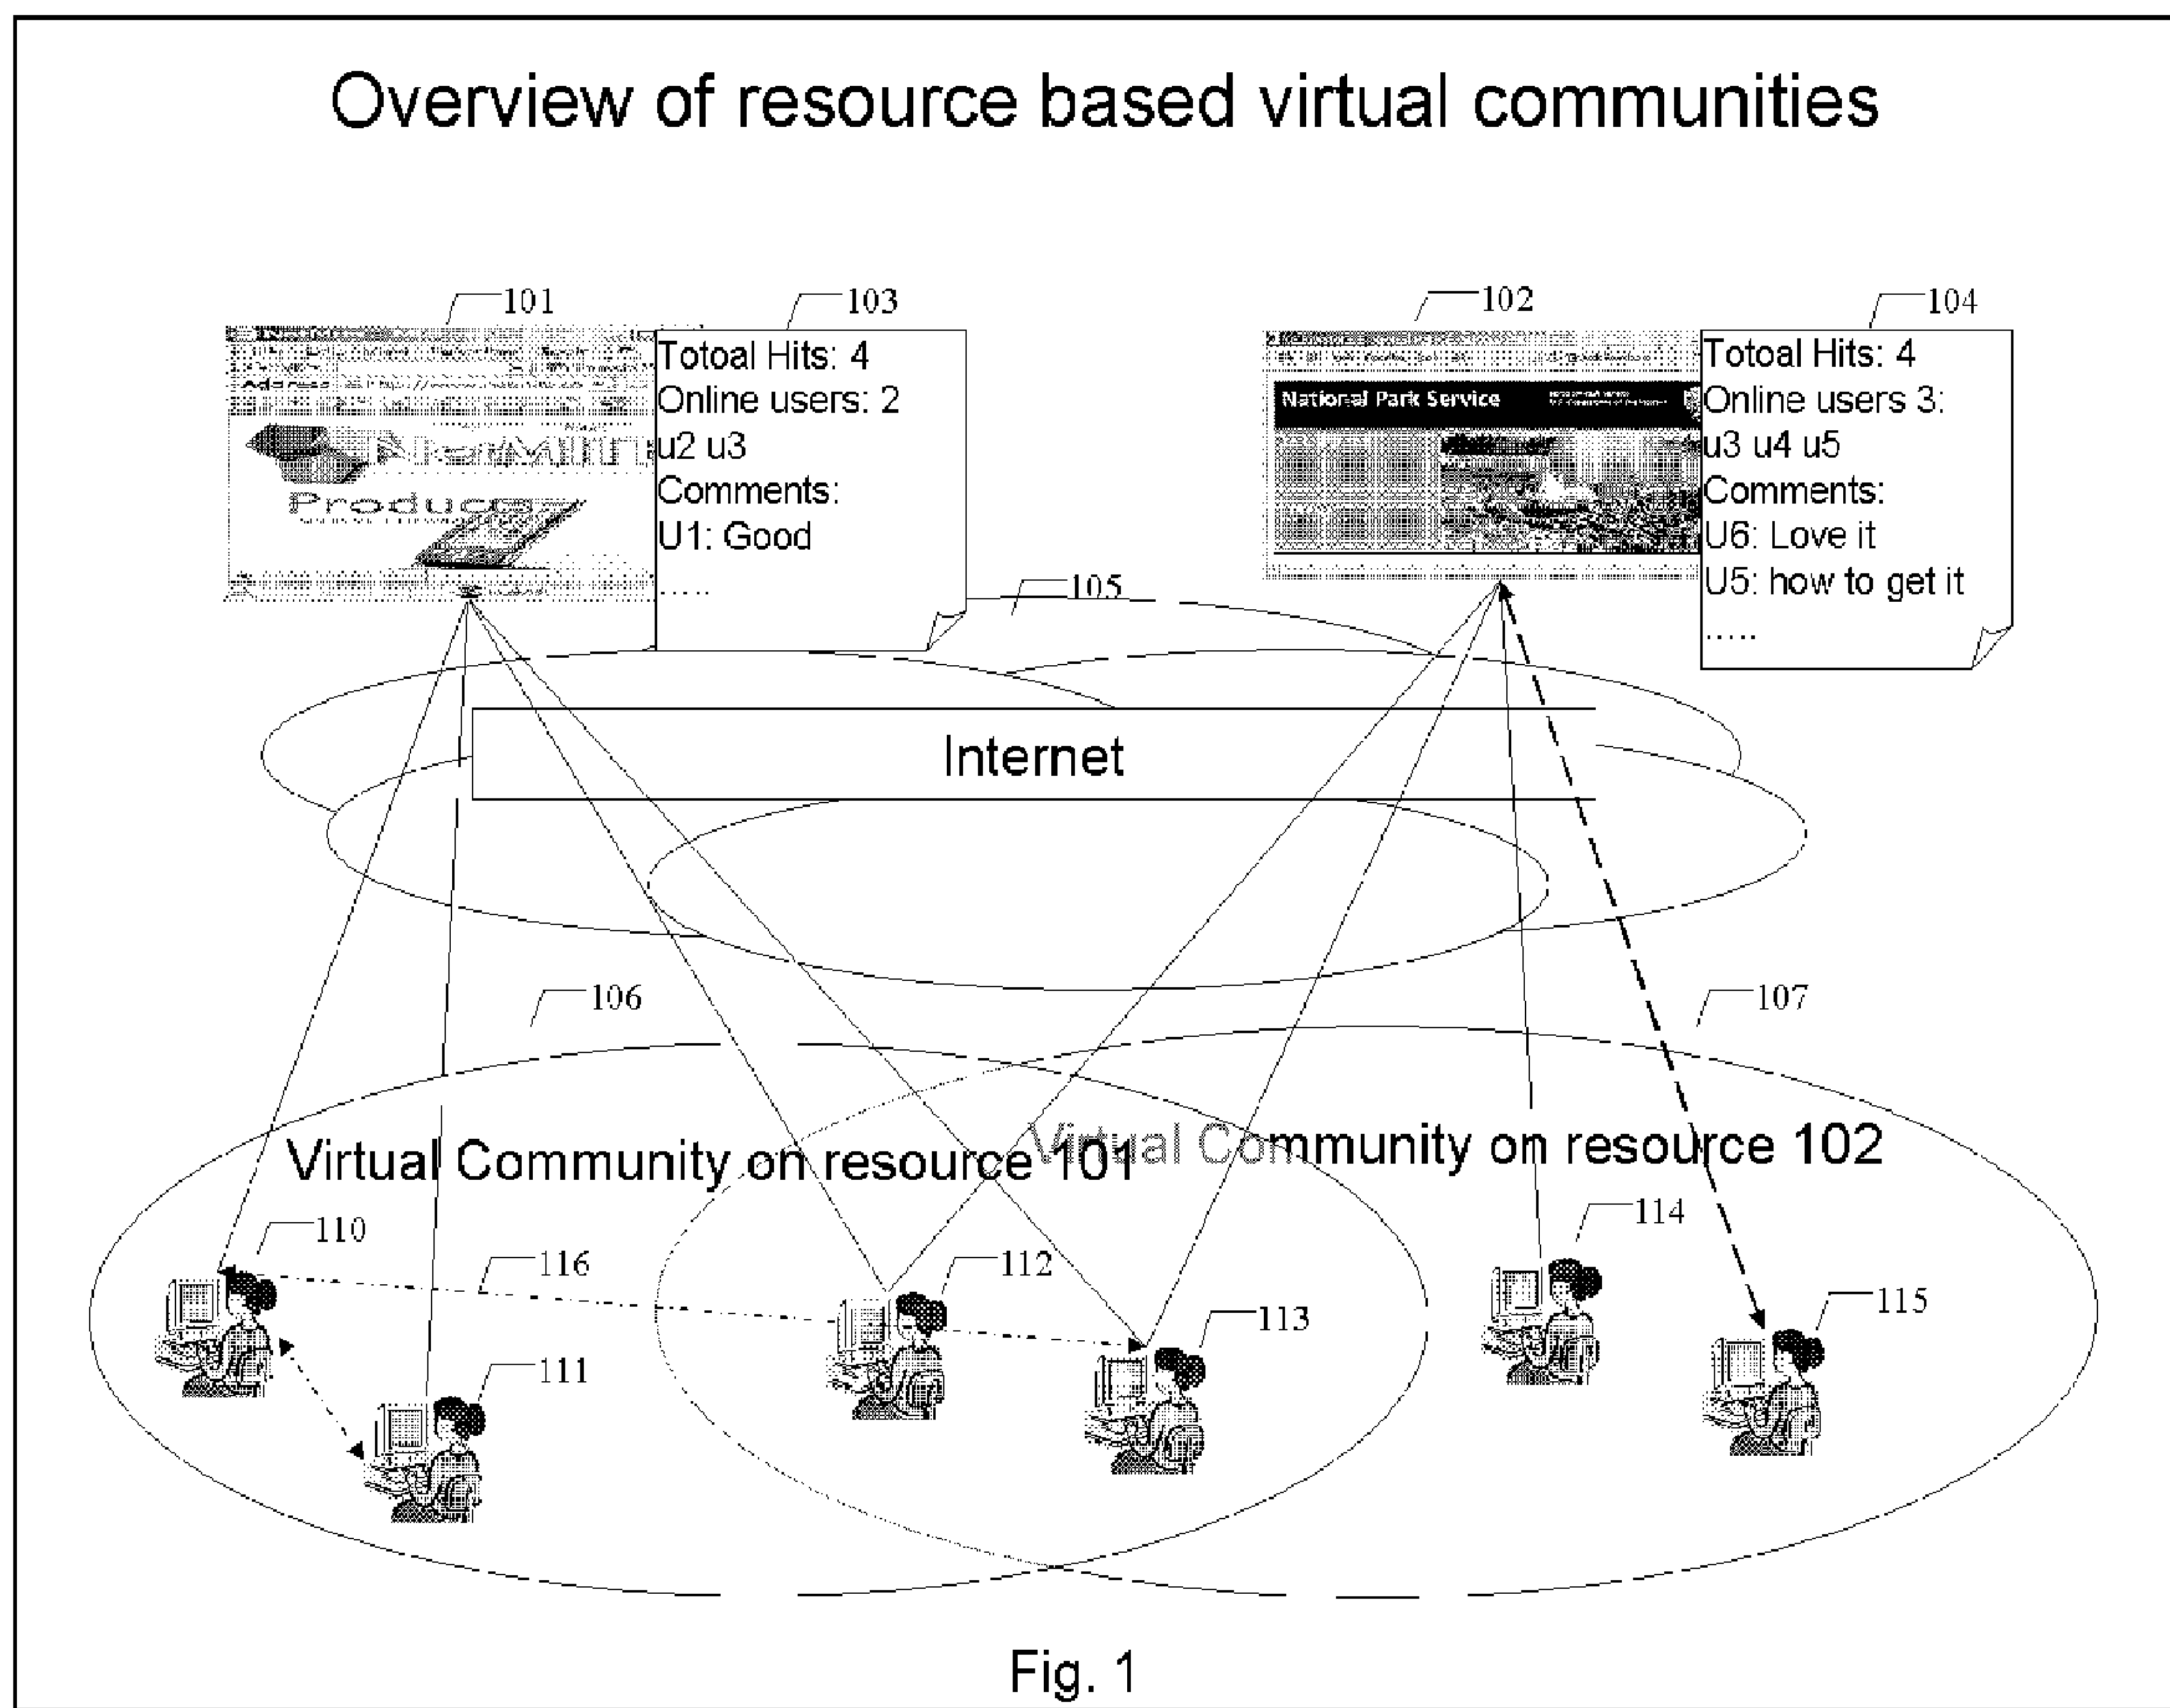 Overview of resource based virtual communities
101
103
102
104
Totoal Hits: 4
Online users: 2
u2 u3
Comments:
U1: Good
.....
Products
National Park Service
Totoal Hits: 4
Online users 3:
u3 u4 u5
Comments:
U6: Love it
U5: how to get it
.....
105
Internet
106
107
Virtual Community on resource 101
Virtual Community on resource 102
110
116
112
114
113
115
111
Fig. 1